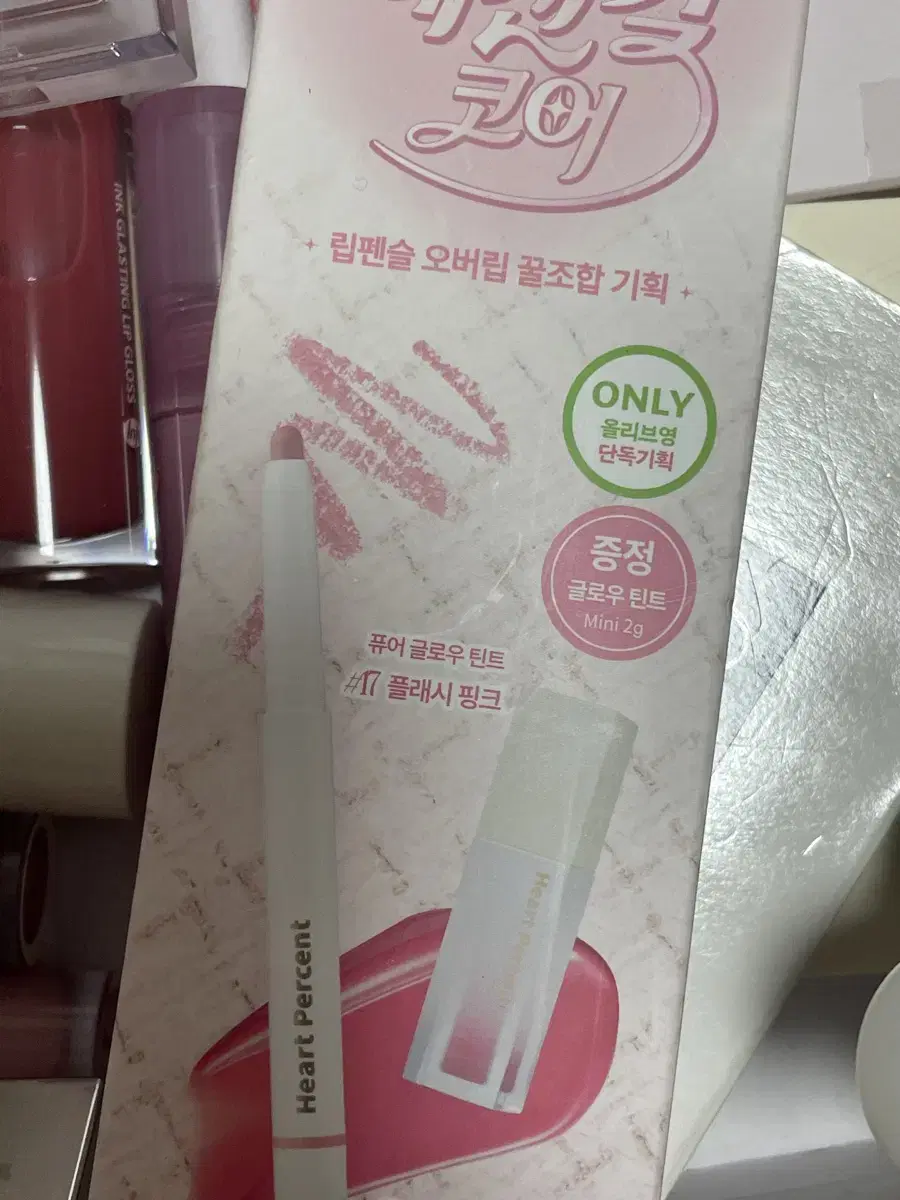 코어
립펜슬 오버립 꿀조합 기획
ONLY
올리브영
단독기획
증정
글로우 틴트
Mini 2g
퓨어 글로우 틴트
#17 플래시 핑크
Heart Percent
Heart Percent
INK GLASTING LIP GLOSS